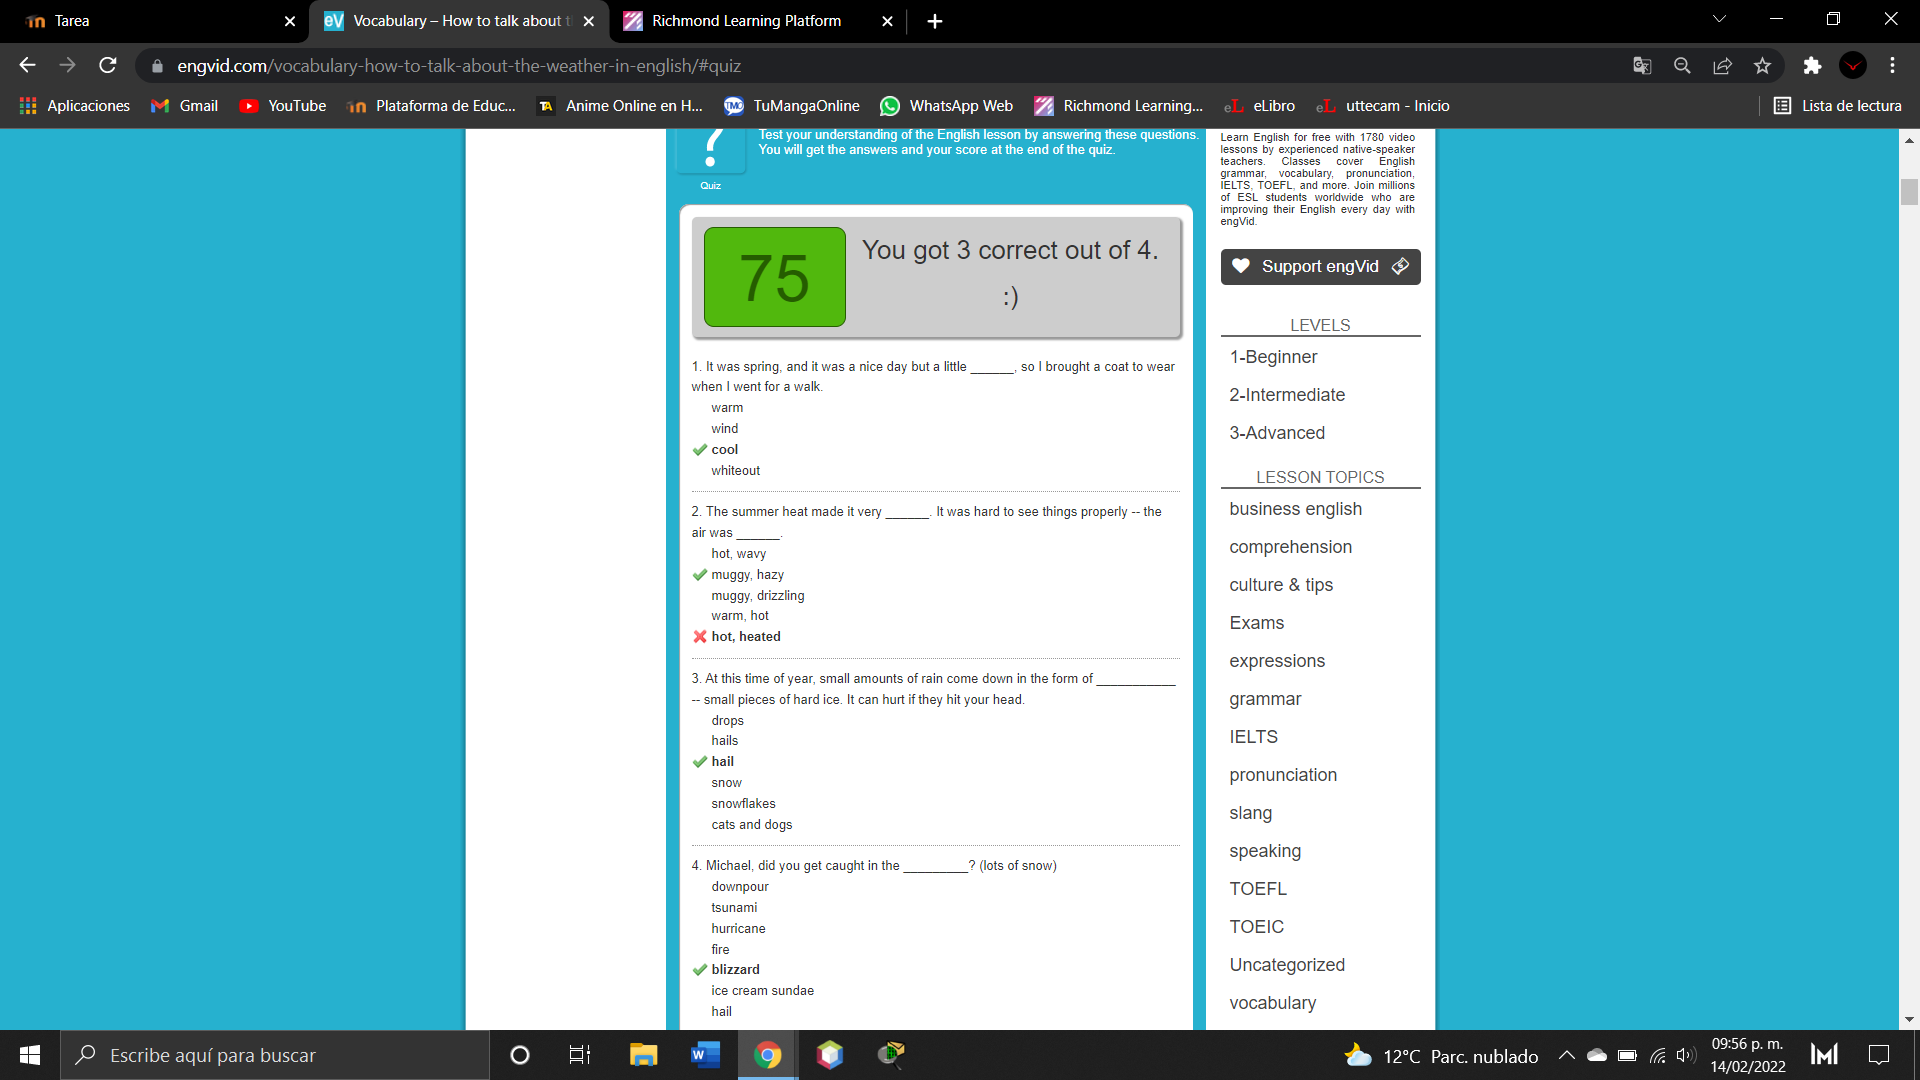 Tarea
Vocabulary – How to talk about t
Richmond Learning Platform
engvid.com/vocabulary-how-to-talk-about-the-weather-in-english/#quiz
Aplicaciones
Gmail
YouTube
Plataforma de Educ...
Anime Online en H...
TuMangaOnline
WhatsApp Web
Richmond Learning...
eLibro
uttecam - Inicio
Lista de lectura
?
Quiz
Test your understanding of the English lesson by answering these questions.
You will get the answers and your score at the end of the quiz.
75
You got 3 correct out of 4.
:)
1. It was spring, and it was a nice day but a little ______, so I brought a coat to wear
when I went for a walk.
warm
wind
cool
whiteout
2. The summer heat made it very ______. It was hard to see things properly -- the
air was ______.
hot, wavy
muggy, hazy
muggy, drizzling
warm, hot
hot, heated
3. At this time of year, small amounts of rain come down in the form of ___________
-- small pieces of hard ice. It can hurt if they hit your head.
drops
hails
hail
snow
snowflakes
cats and dogs
4. Michael, did you get caught in the _________? (lots of snow)
downpour
tsunami
hurricane
fire
blizzard
ice cream sundae
hail
Learn English for free with 1780 video
lessons by experienced native-speaker
teachers. Classes cover English
grammar, vocabulary, pronunciation,
IELTS, TOEFL, and more. Join millions
of ESL students worldwide who are
improving their English every day with
engVid.
Support engVid
LEVELS
1-Beginner
2-Intermediate
3-Advanced
LESSON TOPICS
business english
comprehension
culture & tips
Exams
expressions
grammar
IELTS
pronunciation
slang
speaking
TOEFL
TOEIC
Uncategorized
vocabulary
Escribe aquí para buscar
12°C Parc. nublado
09:56 p. m.
14/02/2022